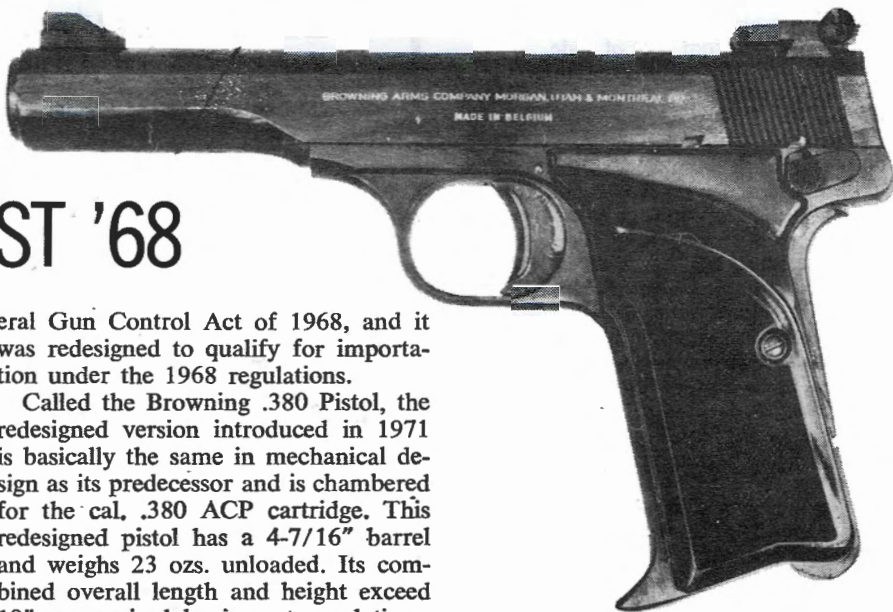 BROWNING ARMS COMPANY MORGAN, UTAH & MONTREAL P.Q.
MADE IN BELGIUM
ST '68
eral Gun Control Act of 1968, and it
was redesigned to qualify for importa-
tion under the 1968 regulations.
Called the Browning .380 Pistol, the
redesigned version introduced in 1971
is basically the same in mechanical de-
sign as its predecessor and is chambered
for the cal. .380 ACP cartridge. This
redesigned pistol has a 4-7/16″ barrel
and weighs 23 ozs. unloaded. Its com-
bined overall length and height exceed